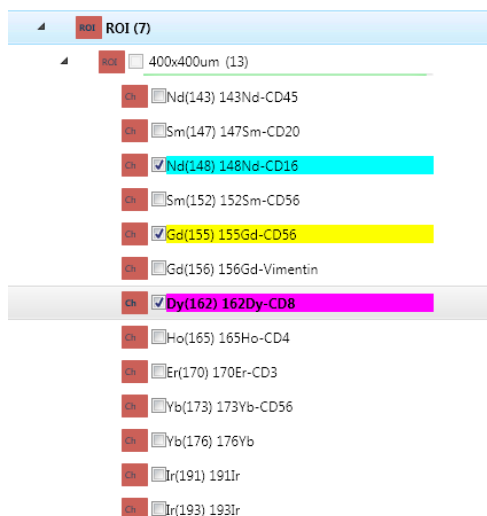 ROI ROI (7)
ROI 400x400um (13)
Ch Nd(143) 143Nd-CD45
Ch Sm(147) 147Sm-CD20
Ch Nd(148) 148Nd-CD16
Ch Sm(152) 152Sm-CD56
Ch Gd(155) 155Gd-CD56
Ch Gd(156) 156Gd-Vimentin
Ch Dy(162) 162Dy-CD8
Ch Ho(165) 165Ho-CD4
Ch Er(170) 170Er-CD3
Ch Yb(173) 173Yb-CD56
Ch Yb(176) 176Yb
Ch Ir(191) 191Ir
Ch Ir(193) 193Ir